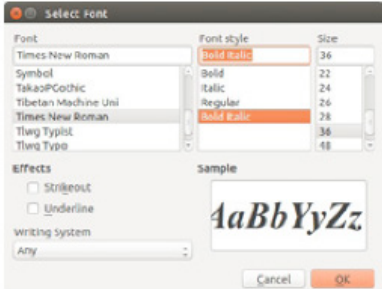 Select Font
Font
Font style
Size
Times New Roman
Bold Italic
36
Symbol
TakaoPGothic
Tibetan Machine Uni
Times New Roman
Tlwg Typist
Tlwg Typo
Bold
Italic
Regular
Bold Italic
22
24
26
28
36
48
Effects
Strikeout
Underline
Writing System
Any
Sample
AaBbYyZz
Cancel
OK